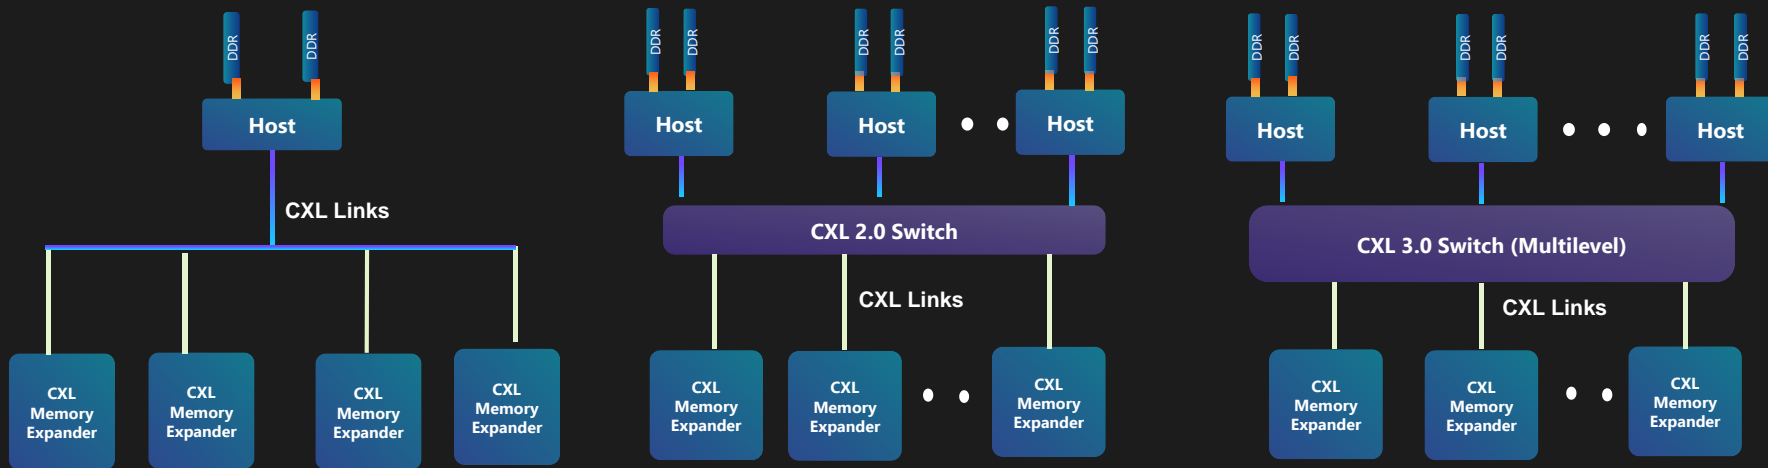 DDR
DDR
Host
CXL Links
CXL
Memory
Expander
CXL
Memory
Expander
CXL
Memory
Expander
CXL
Memory
Expander
DDR
DDR
DDR
DDR
DDR
DDR
Host
Host
Host
CXL 2.0 Switch
CXL Links
CXL
Memory
Expander
CXL
Memory
Expander
CXL
Memory
Expander
DDR
DDR
DDR
DDR
DDR
DDR
Host
Host
Host
CXL 3.0 Switch (Multilevel)
CXL Links
CXL
Memory
Expander
CXL
Memory
Expander
CXL
Memory
Expander